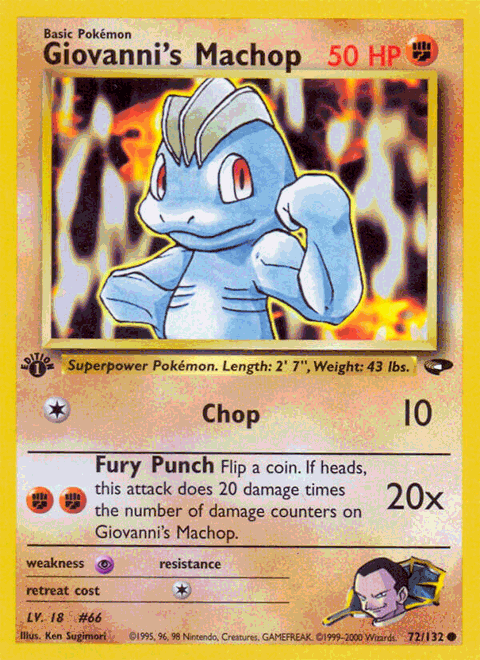 Basic Pokémon
Giovanni's Machop 50 HP
EDITION
1
Superpower Pokémon. Length: 2' 7", Weight: 43 lbs.
Chop 10
Fury Punch Flip a coin. If heads,
this attack does 20 damage times
the number of damage counters on
Giovanni's Machop.
20x
weakness resistance
retreat cost
LV. 18 #66
Illus. Ken Sugimori ©1995, 96, 98 Nintendo, Creatures, GAMEFREAK. ©1999-2000 Wizards. 72/132